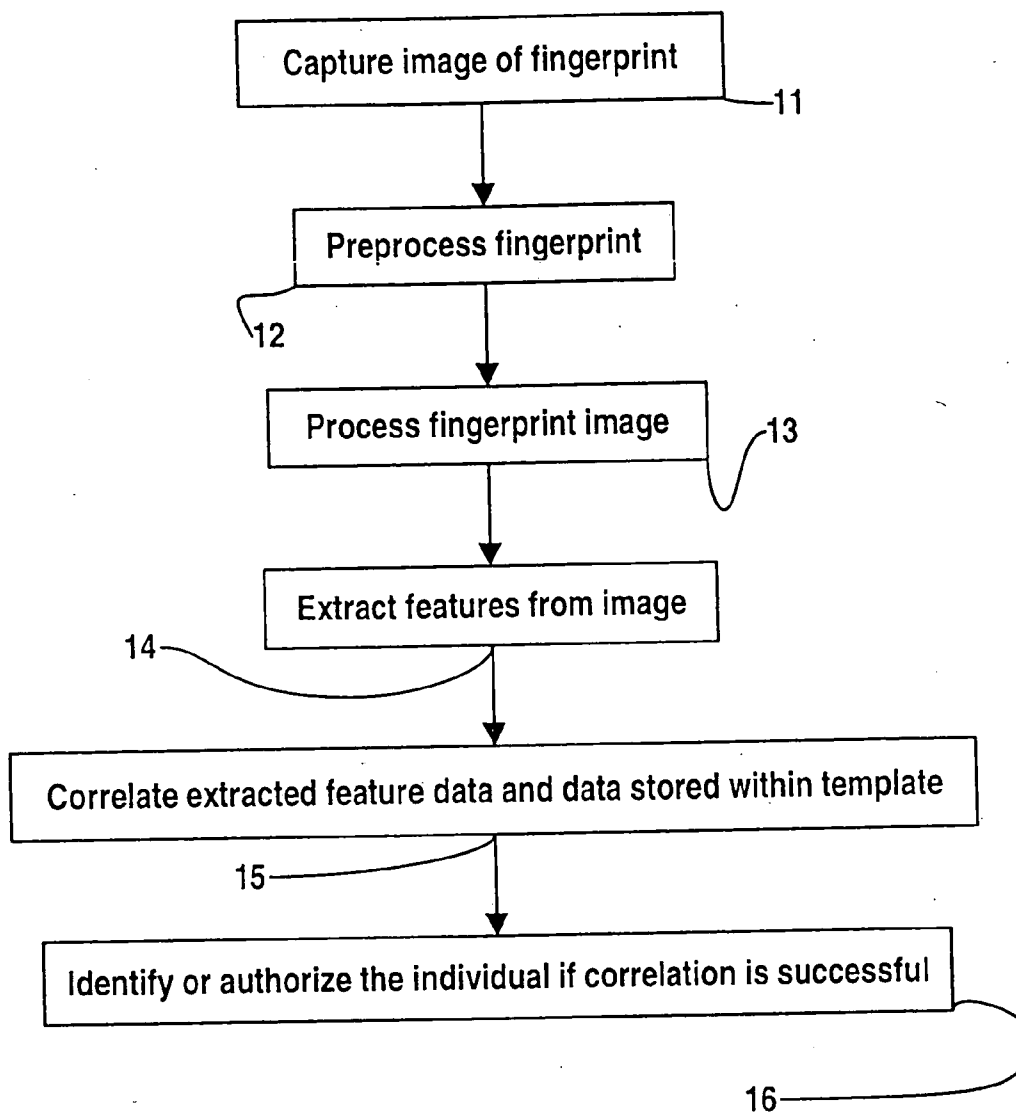 Capture image of fingerprint
11
Preprocess fingerprint
12
Process fingerprint image
13
Extract features from image
14
Correlate extracted feature data and data stored within template
15
Identify or authorize the individual if correlation is successful
16